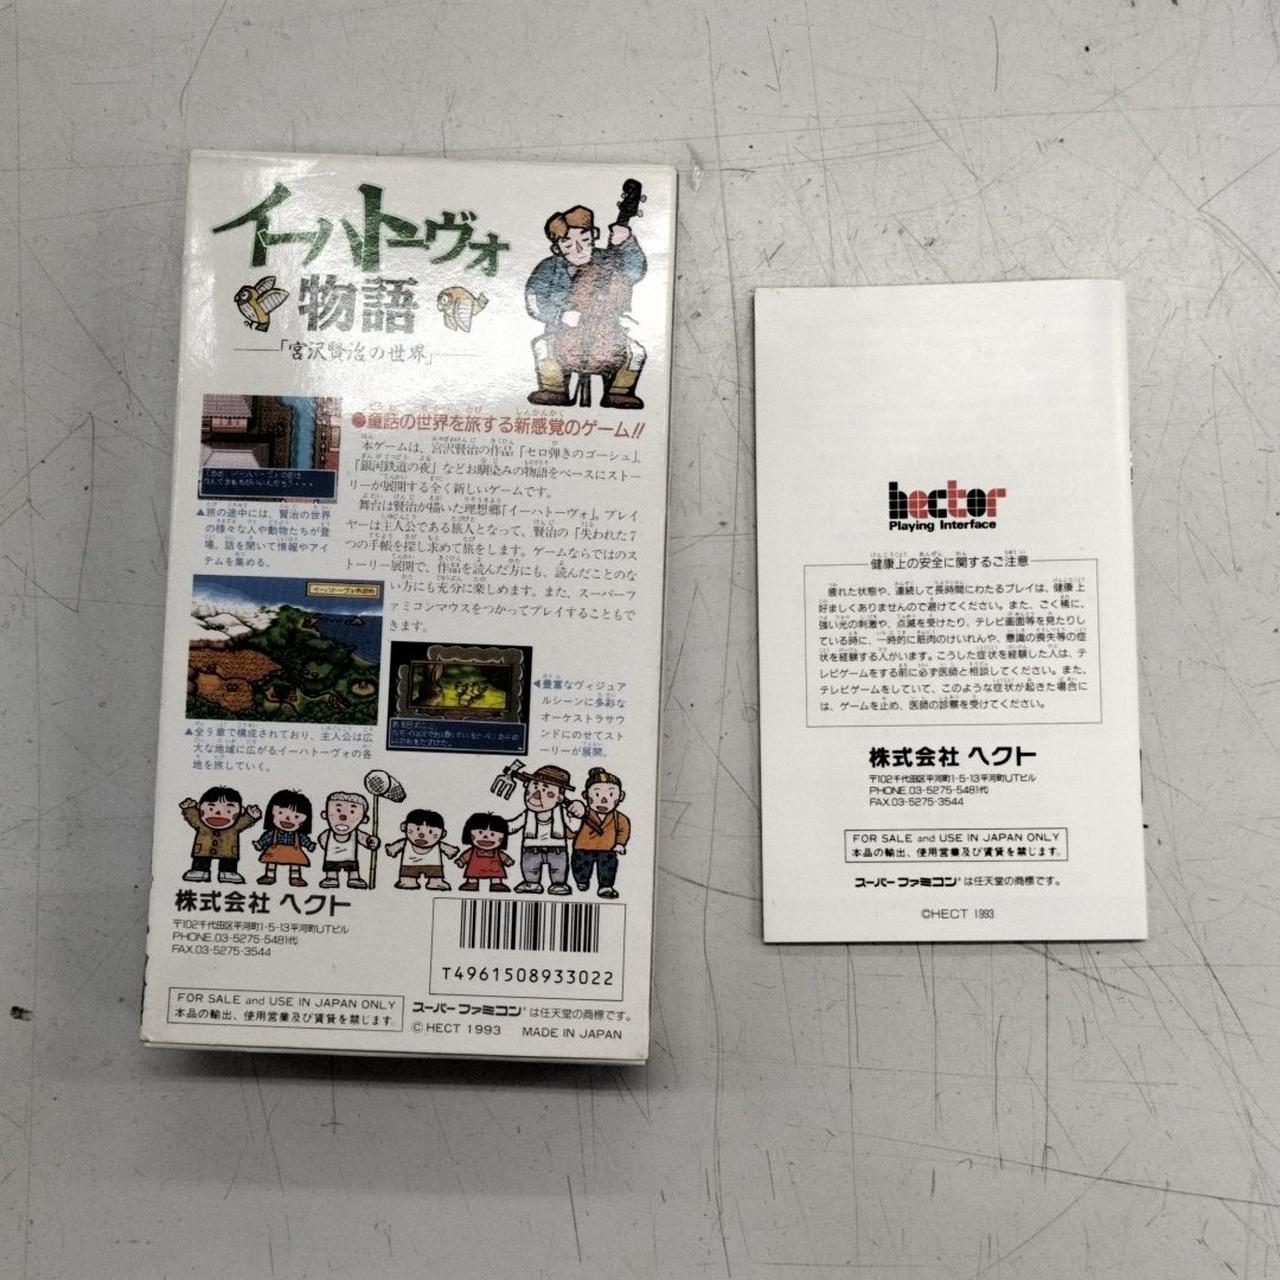 イーハトーヴォ
物語
「宮沢賢治の世界」
●童話の世界を旅する新感覚のゲーム!!
本ゲームは、宮沢賢治の作品「セロ弾きのゴーシュ」、
「銀河鉄道の夜」などお馴染みの物語をベースにストー
リーが展開する全く新しいゲームです。
舞台は賢治が描いた理想郷「イーハトーヴォ」。プレイ
ヤーは主人公である旅人となって、賢治の「失われた7
つの手帳を探し求めて旅をします。ゲームならではのス
トーリー展開で、作品を読んだ方にも、読んだことのな
い方にも充分に楽しめます。また、スーパーフ
ァミコンマウスをつかってプレイすることもで
きます。
▲旅の途中には、賢治の世界
の様々な人や動物たちが登
場。話を聞いて情報やアイ
テムを集める。
▲全9章で構成されており、主人公は広
大な地域に広がるイーハトーヴォの各
地を旅していく。
◀豊富なヴィジュア
ルシーンに多彩な
オーケストラサウ
ンドにのせてスト
ーリーが展開。
株式会社 ヘクト
〒102千代田区平河町1-5-13平河町UTビル
PHONE.03-5275-5481代
FAX.03-5275-3544
T4961508933022
FOR SALE and USE IN JAPAN ONLY
本品の輸出、使用営業及び賃貸を禁じます。
スーパーファミコン®は任天堂の商標です。
©HECT 1993 MADE IN JAPAN
hector
Playing Interface
健康上の安全に関するご注意
疲れた状態や、連続して長時間にわたるプレイは、健康上
好ましくありませんので避けてください。また、ごく稀に、
強い光の刺激や、点滅を受けたり、テレビ画面等を見たりし
ている時に、一時的に筋肉のけいれんや、意識の喪失等の症
状を経験する人がいます。こうした症状を経験した人は、テ
レビゲームをする前に必ず医師と相談してください。また、
テレビゲームをしていて、このような症状が起きた場合に
は、ゲームを止め、医師の診察を受けてください。
株式会社 ヘクト
〒102千代田区平河町1-5-13平河町UTビル
PHONE.03-5275-5481代
FAX.03-5275-3544
FOR SALE and USE IN JAPAN ONLY
本品の輸出、使用営業及び賃貸を禁じます。
スーパーファミコン®は任天堂の商標です。
©HECT 1993